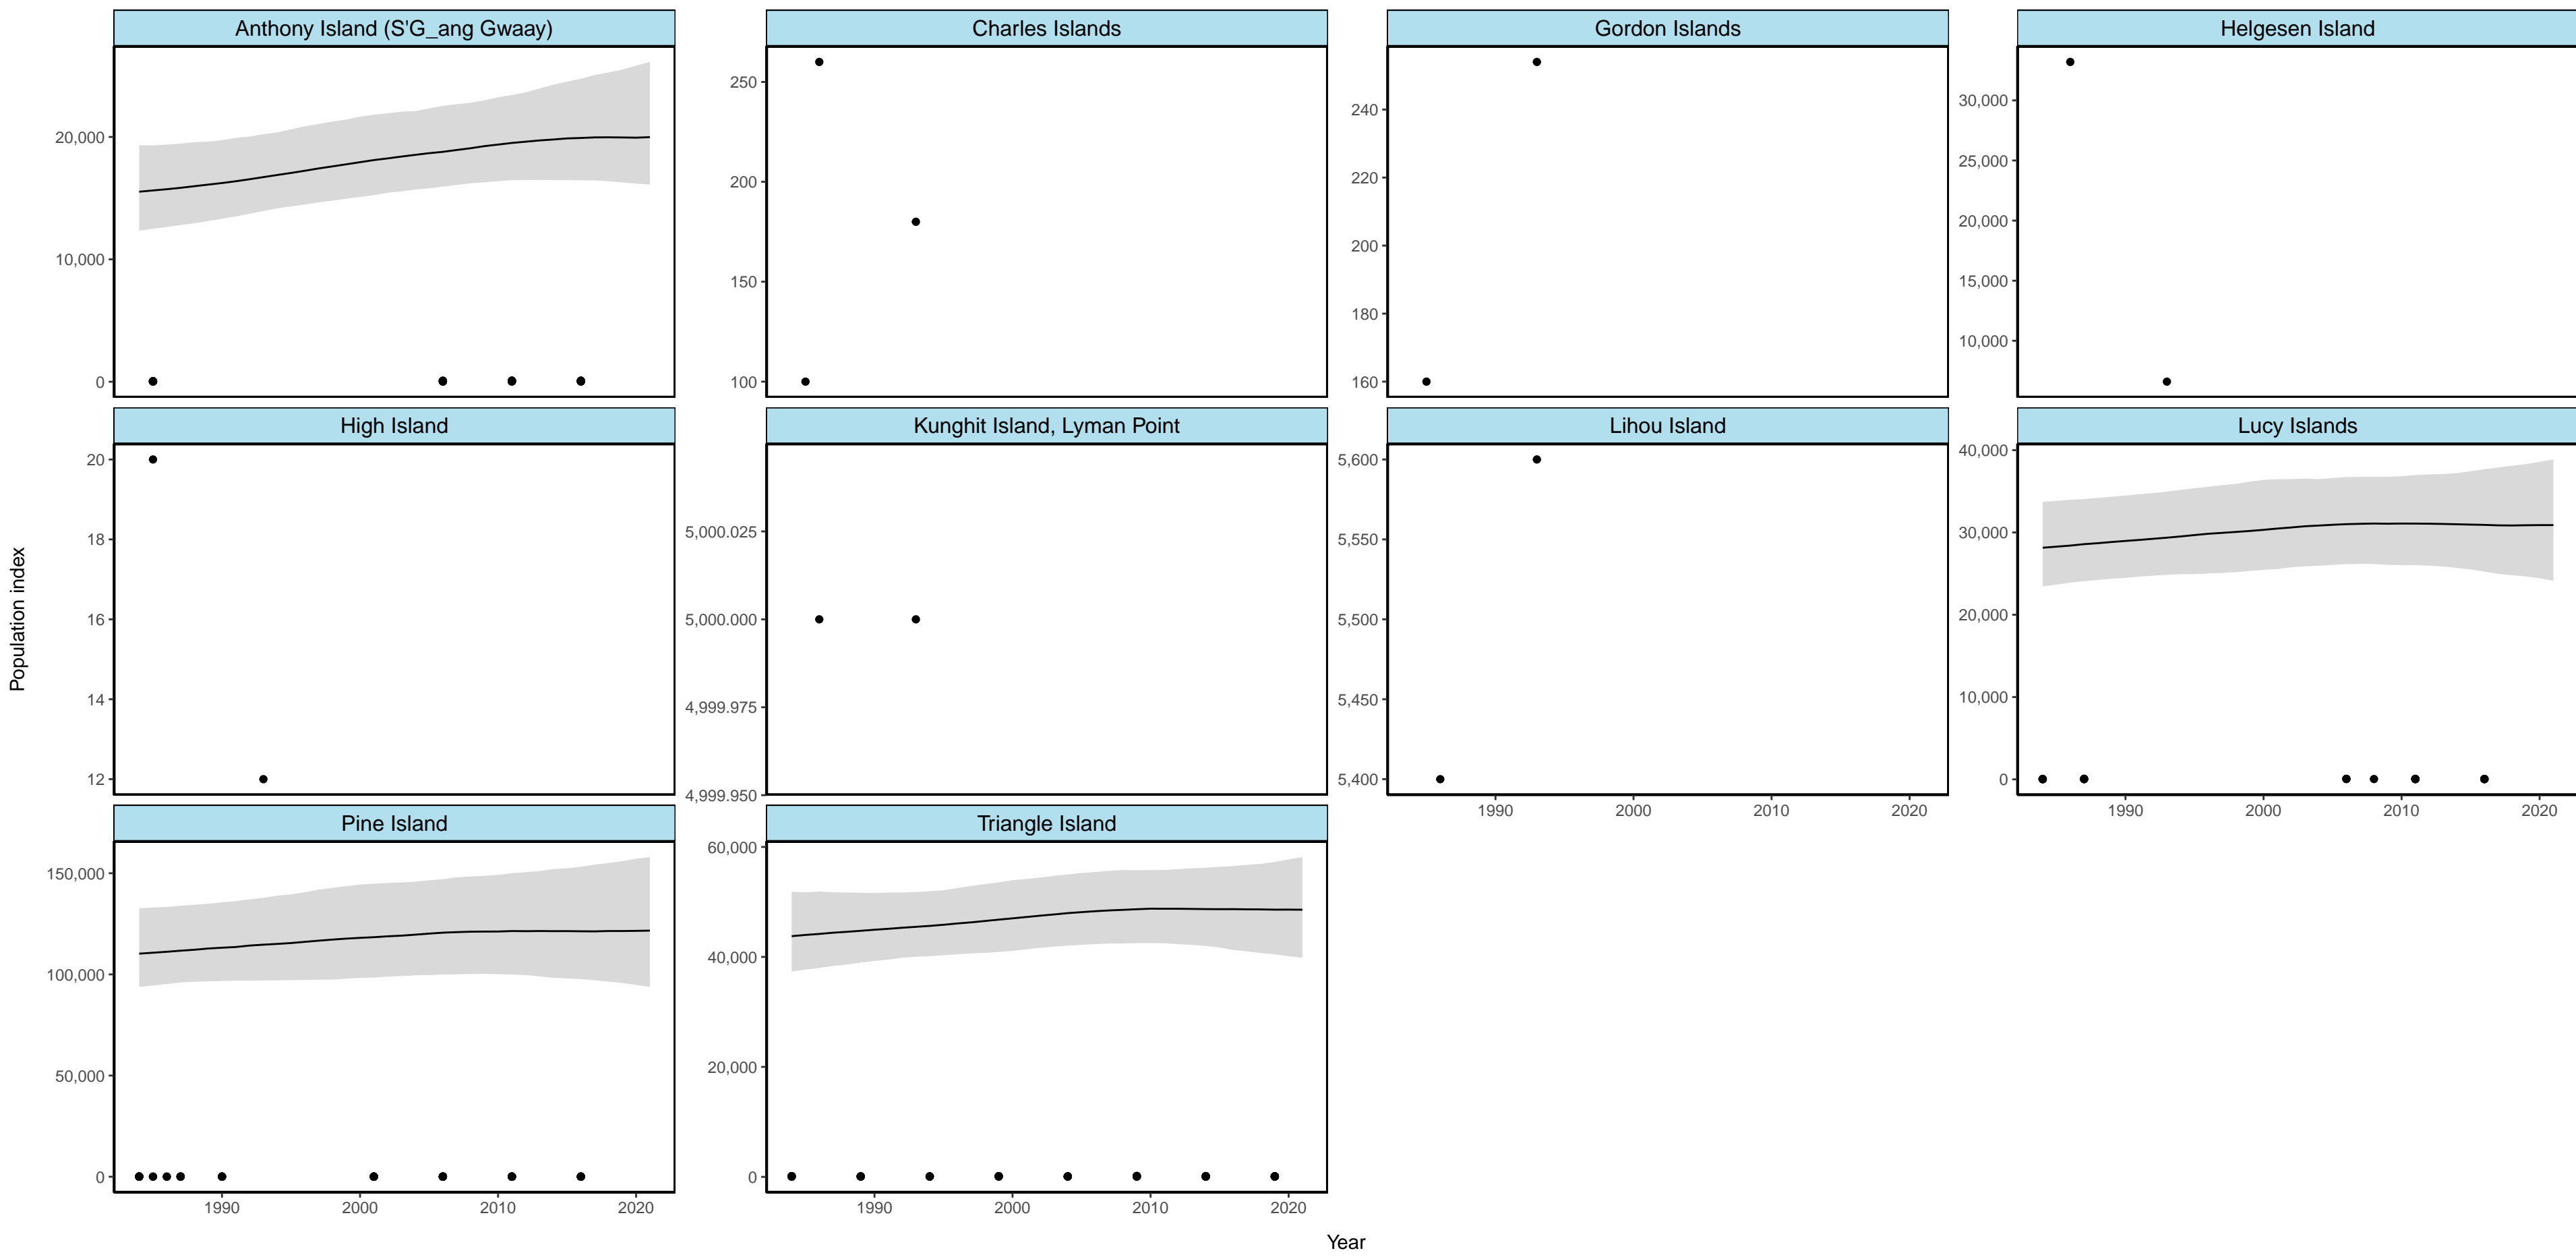 Anthony Island (S'G_ang Gwaay)
Charles Islands
Gordon Islands
Helgesen Island
20,000
10,000
0
250
200
150
100
240
220
200
180
160
30,000
25,000
20,000
15,000
10,000
High Island
Kunghit Island, Lyman Point
Lihou Island
Lucy Islands
20
18
16
14
12
5,000.025
5,000.000
4,999.975
4,999.950
5,600
5,550
5,500
5,450
5,400
1990 2000 2010 2020
40,000
30,000
20,000
10,000
0
1990 2000 2010 2020
Pine Island
Triangle Island
150,000
100,000
50,000
0
1990 2000 2010 2020
60,000
40,000
20,000
0
1990 2000 2010 2020
Population index
Year